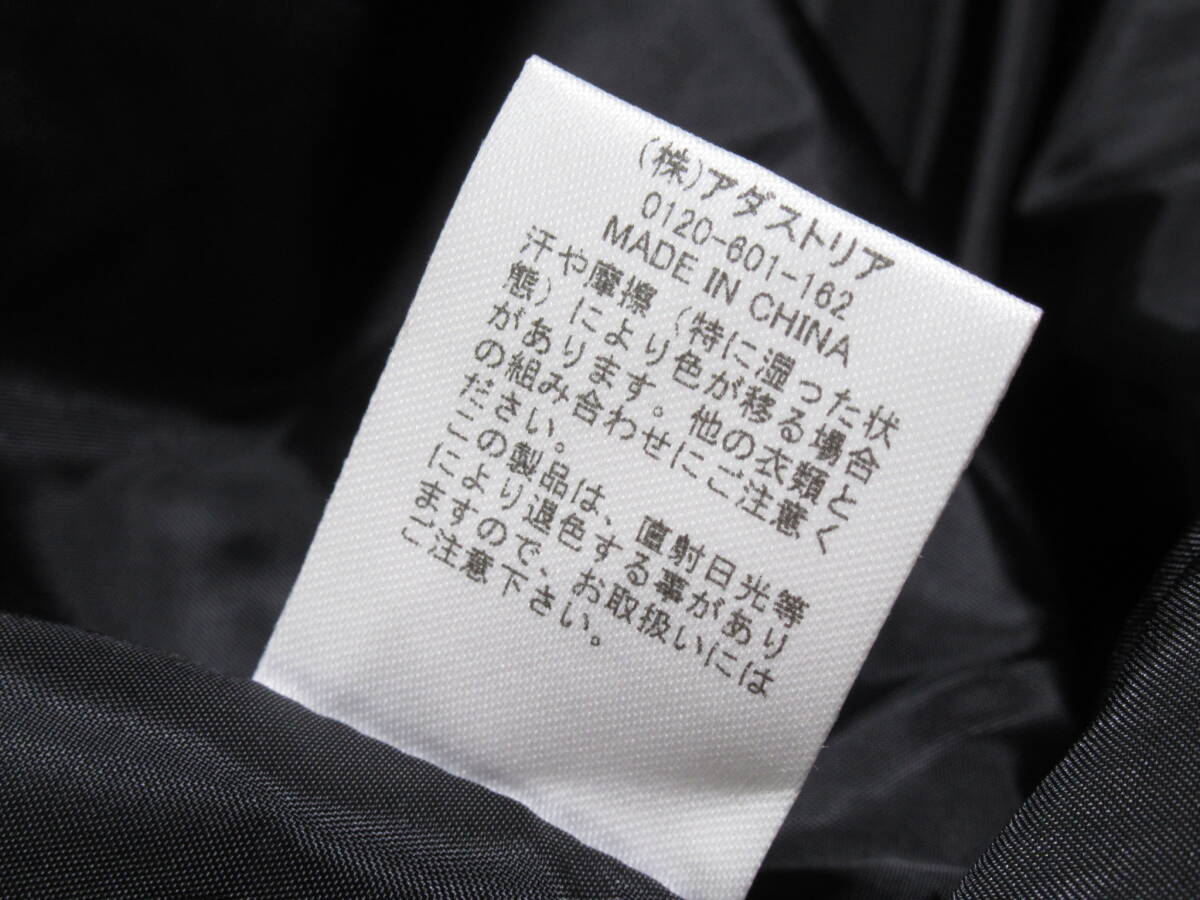 (株)アダストリア
0120-601-162
MADE IN CHINA
汗や摩擦（特に湿った状
態）により色が移る場合
があります。他の衣類と
の組み合わせにご注意く
ださい。
この製品は、直射日光等
により退色する事があり
ますので、お取扱いには
ご注意下さい。